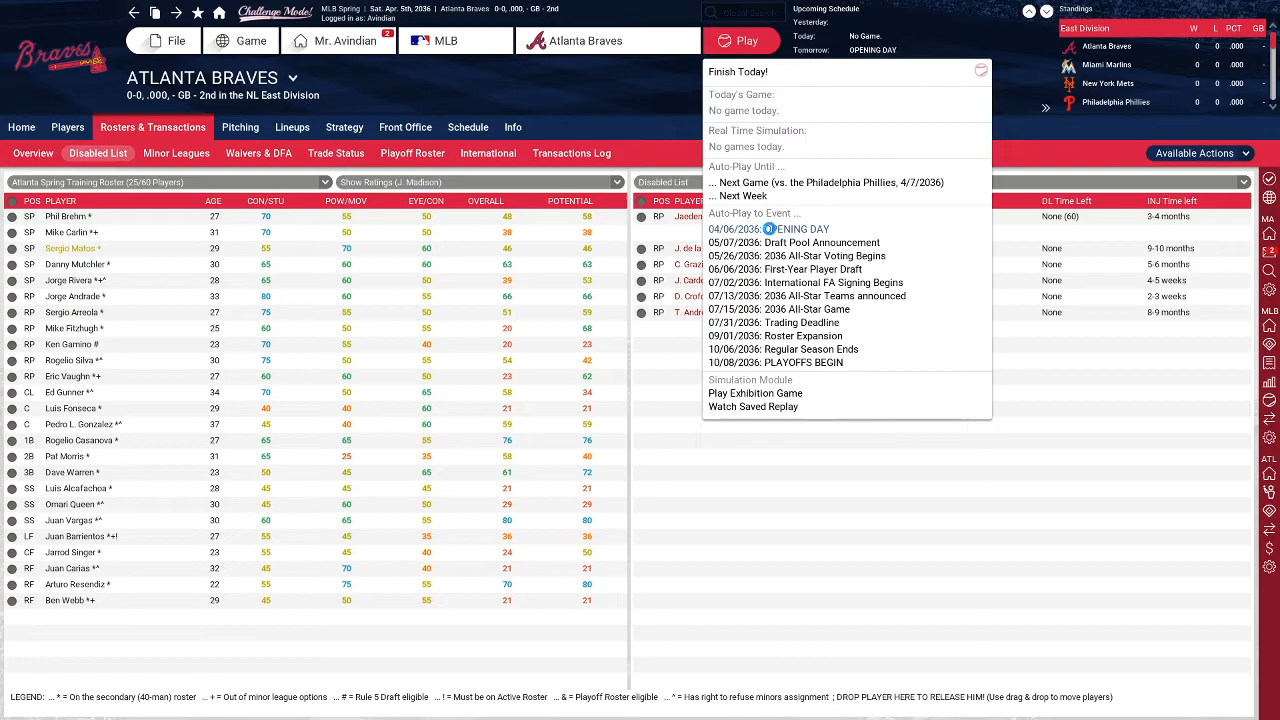 Challenge Mode!
MLB Spring | Sat. Apr. 5th, 2036 | Atlanta Braves 0-0, .000, - GB - 2nd
Logged in as: Avindian
Global Search
Upcoming Schedule
Yesterday:
Today: No Game.
Tomorrow: OPENING DAY
Standings
East Division W L PCT GB
Atlanta Braves 0 0 .000 0
Miami Marlins 0 0 .000 0
New York Mets 0 0 .000 0
Philadelphia Phillies 0 0 .000 0
Braves
File Game Mr. Avindian 2 MLB Atlanta Braves Play
ATLANTA BRAVES
0-0, .000, - GB - 2nd in the NL East Division
Home Players Rosters & Transactions Pitching Lineups Strategy Front Office Schedule Info
Overview Disabled List Minor Leagues Waivers & DFA Trade Status Playoff Roster International Transactions Log
Available Actions
Finish Today!
Today's Game:
No game today.
Real Time Simulation:
No games today.
Auto-Play Until ...
... Next Game (vs. the Philadelphia Phillies, 4/7/2036)
... Next Week
Auto-Play to Event ...
04/06/2036: OPENING DAY
05/07/2036: Draft Pool Announcement
05/26/2036: 2036 All-Star Voting Begins
06/06/2036: First-Year Player Draft
07/02/2036: International FA Signing Begins
07/13/2036: 2036 All-Star Teams announced
07/15/2036: 2036 All-Star Game
07/31/2036: Trading Deadline
09/01/2036: Roster Expansion
10/06/2036: Regular Season Ends
10/08/2036: PLAYOFFS BEGIN
Simulation Module
Play Exhibition Game
Watch Saved Replay
Atlanta Spring Training Roster (25/60 Players) Show Ratings (J. Madison)
POS PLAYER AGE CON/STU POW/MOV EYE/CON OVERALL POTENTIAL
SP Phil Brehm * 27 70 55 50 48 58
SP Mike Carlin *+ 31 70 50 50 38 38
SP Sergio Matos * 29 55 70 60 46 46
SP Danny Mutchler * 30 65 60 60 63 63
SP Jorge Rivera *+^ 28 65 60 60 39 53
RP Jorge Andrade * 33 80 60 55 66 66
RP Sergio Arreola * 27 75 55 50 51 59
RP Mike Fitzhugh * 25 60 50 60 20 68
RP Ken Gamino # 23 70 55 40 20 23
RP Rogelio Silva *^ 30 75 50 50 54 42
RP Eric Vaughn *+ 27 60 60 50 23 62
CL Ed Gunner *^ 34 70 50 65 58 34
C Luis Fonseca * 29 40 40 60 21 21
C Pedro L. Gonzalez *^ 37 45 40 60 59 59
1B Rogelio Casanova * 27 65 65 55 76 76
2B Pat Morris * 31 65 25 35 58 40
3B Dave Warren * 23 50 45 65 61 72
SS Luis Alcafachoa * 28 45 45 55 21 21
SS Omari Queen *^ 30 45 60 50 29 29
SS Juan Vargas *^ 30 60 65 55 80 80
LF Juan Barrientos *+! 27 55 45 35 36 36
CF Jarrod Singer * 23 55 45 40 24 50
RF Juan Carias *^ 32 45 70 40 21 21
RF Arturo Resendiz * 22 55 75 55 70 80
RF Ben Webb *+ 29 45 50 55 21 21
Disabled List
POS PLAYER DL Time Left INJ Time left
RP Jaeden None (60) 3-4 months
RP J. de la None 9-10 months
RP C. Grazi None 5-6 months
RP J. Card None 4-5 weeks
RP D. Crof None 2-3 weeks
RP T. Andr None 8-9 months
MA
2
MLB
ATL
LEGEND: ... * = On the secondary (40-man) roster ... + = Out of minor league options ... # = Rule 5 Draft eligible ... ! = Must be on Active Roster ... & = Playoff Roster eligible ... ^ = Has right to refuse minors assignment ; DROP PLAYER HERE TO RELEASE HIM! (Use drag & drop to move players)